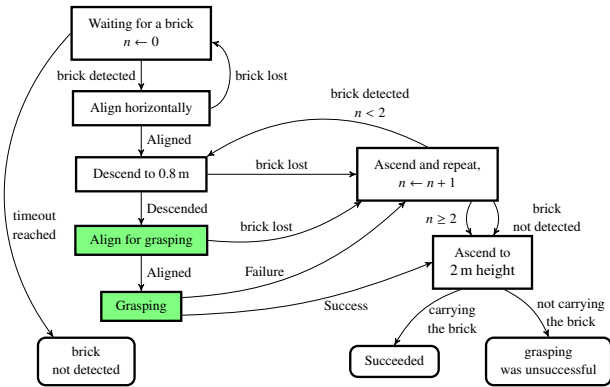 Waiting for a brick
n ← 0
brick detected
brick lost
Align horizontally
brick detected
n < 2
Aligned
Descend to 0.8 m
brick lost
Ascend and repeat,
n ← n + 1
timeout
reached
Descended
brick lost
n ≥ 2
brick
not detected
Align for grasping
Ascend to
2 m height
Aligned
Failure
Grasping
Success
carrying
the brick
not carrying
the brick
brick
not detected
Succeeded
grasping
was unsuccessful